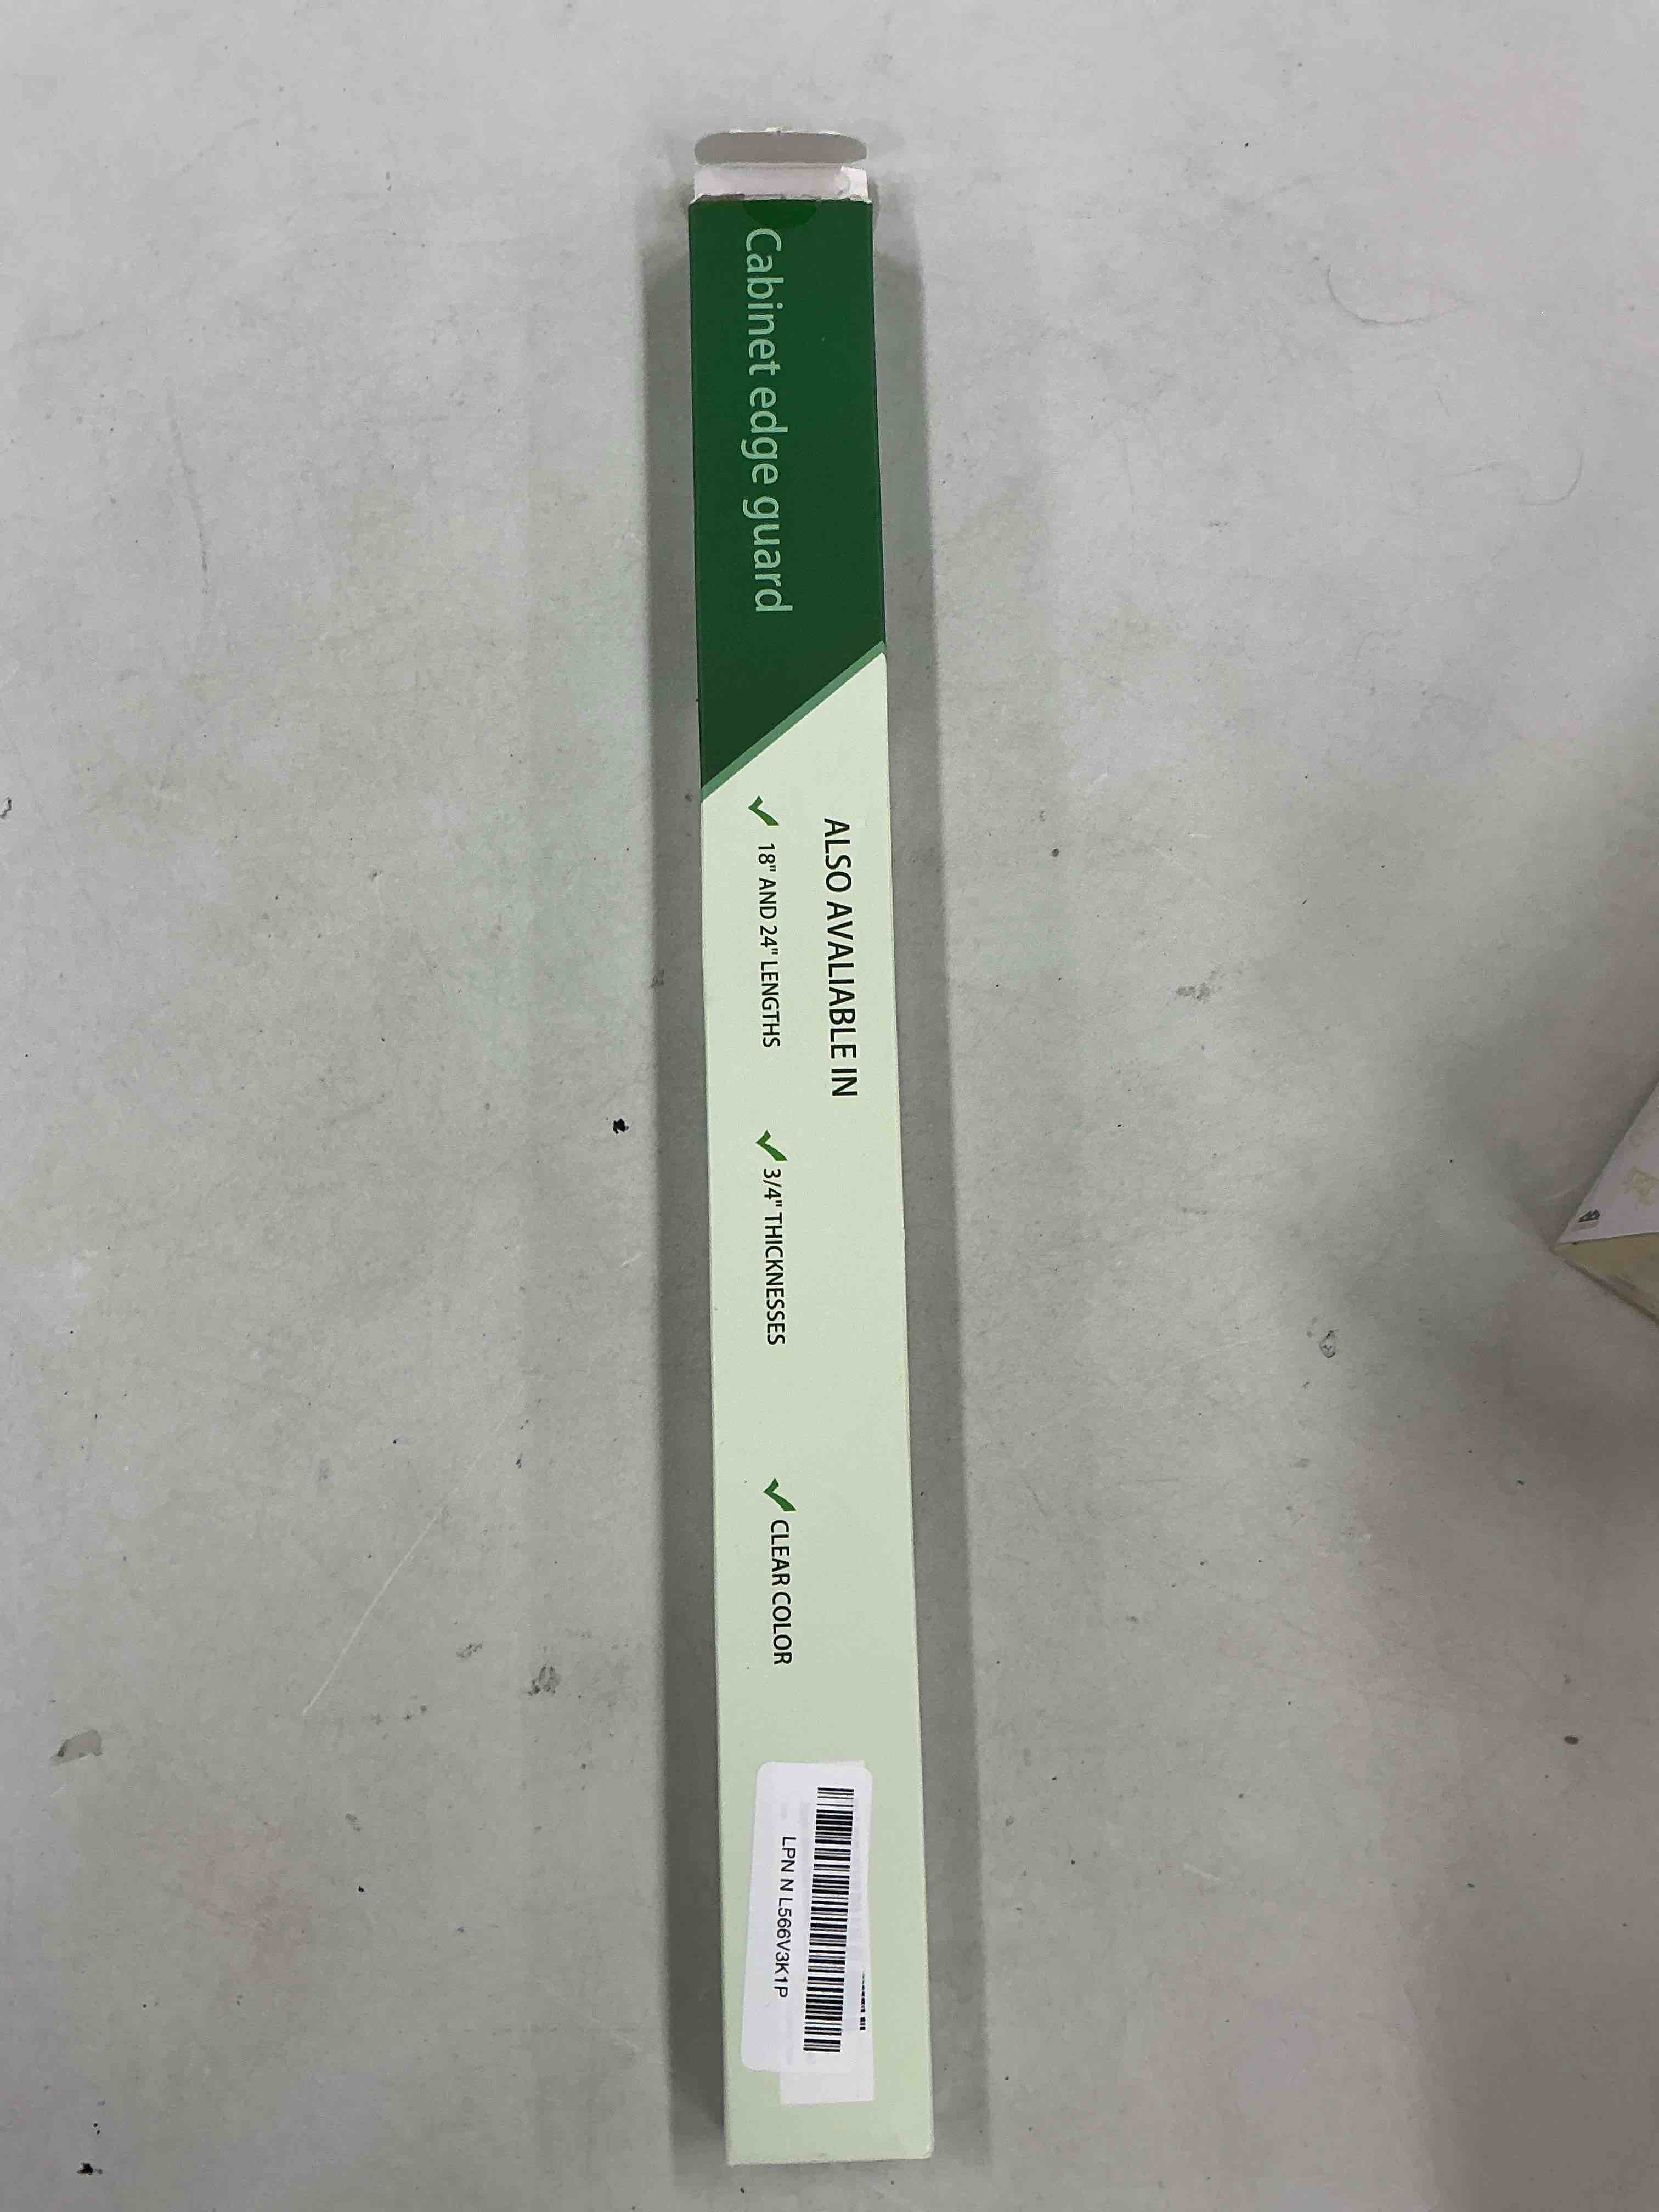 Cabinet edge guard
ALSO AVALIABLE IN
✓ 18" AND 24" LENGTHS
✓ 3/4" THICKNESSES
✓ CLEAR COLOR
LPN N L566V3K1P